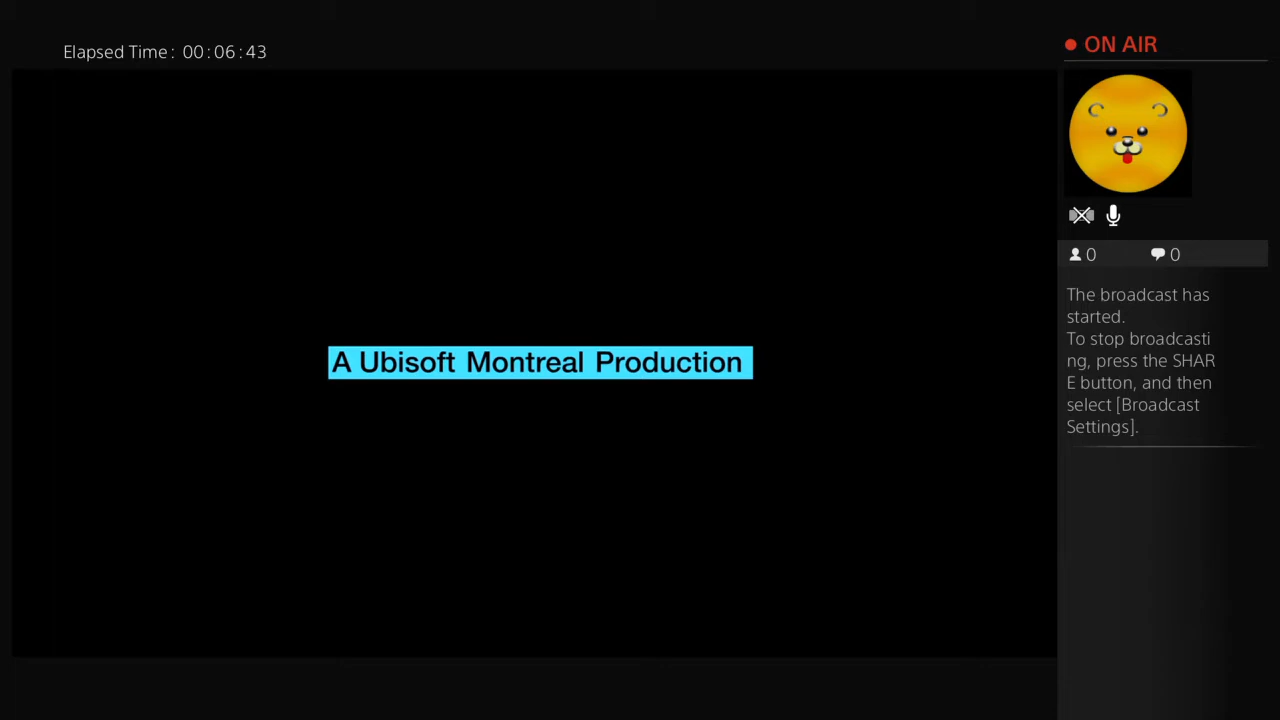 Elapsed Time: 00:06:43
ON AIR
0 0
The broadcast has
started.
To stop broadcasti
ng, press the SHAR
E button, and then
select [Broadcast
Settings].
A Ubisoft Montreal Production